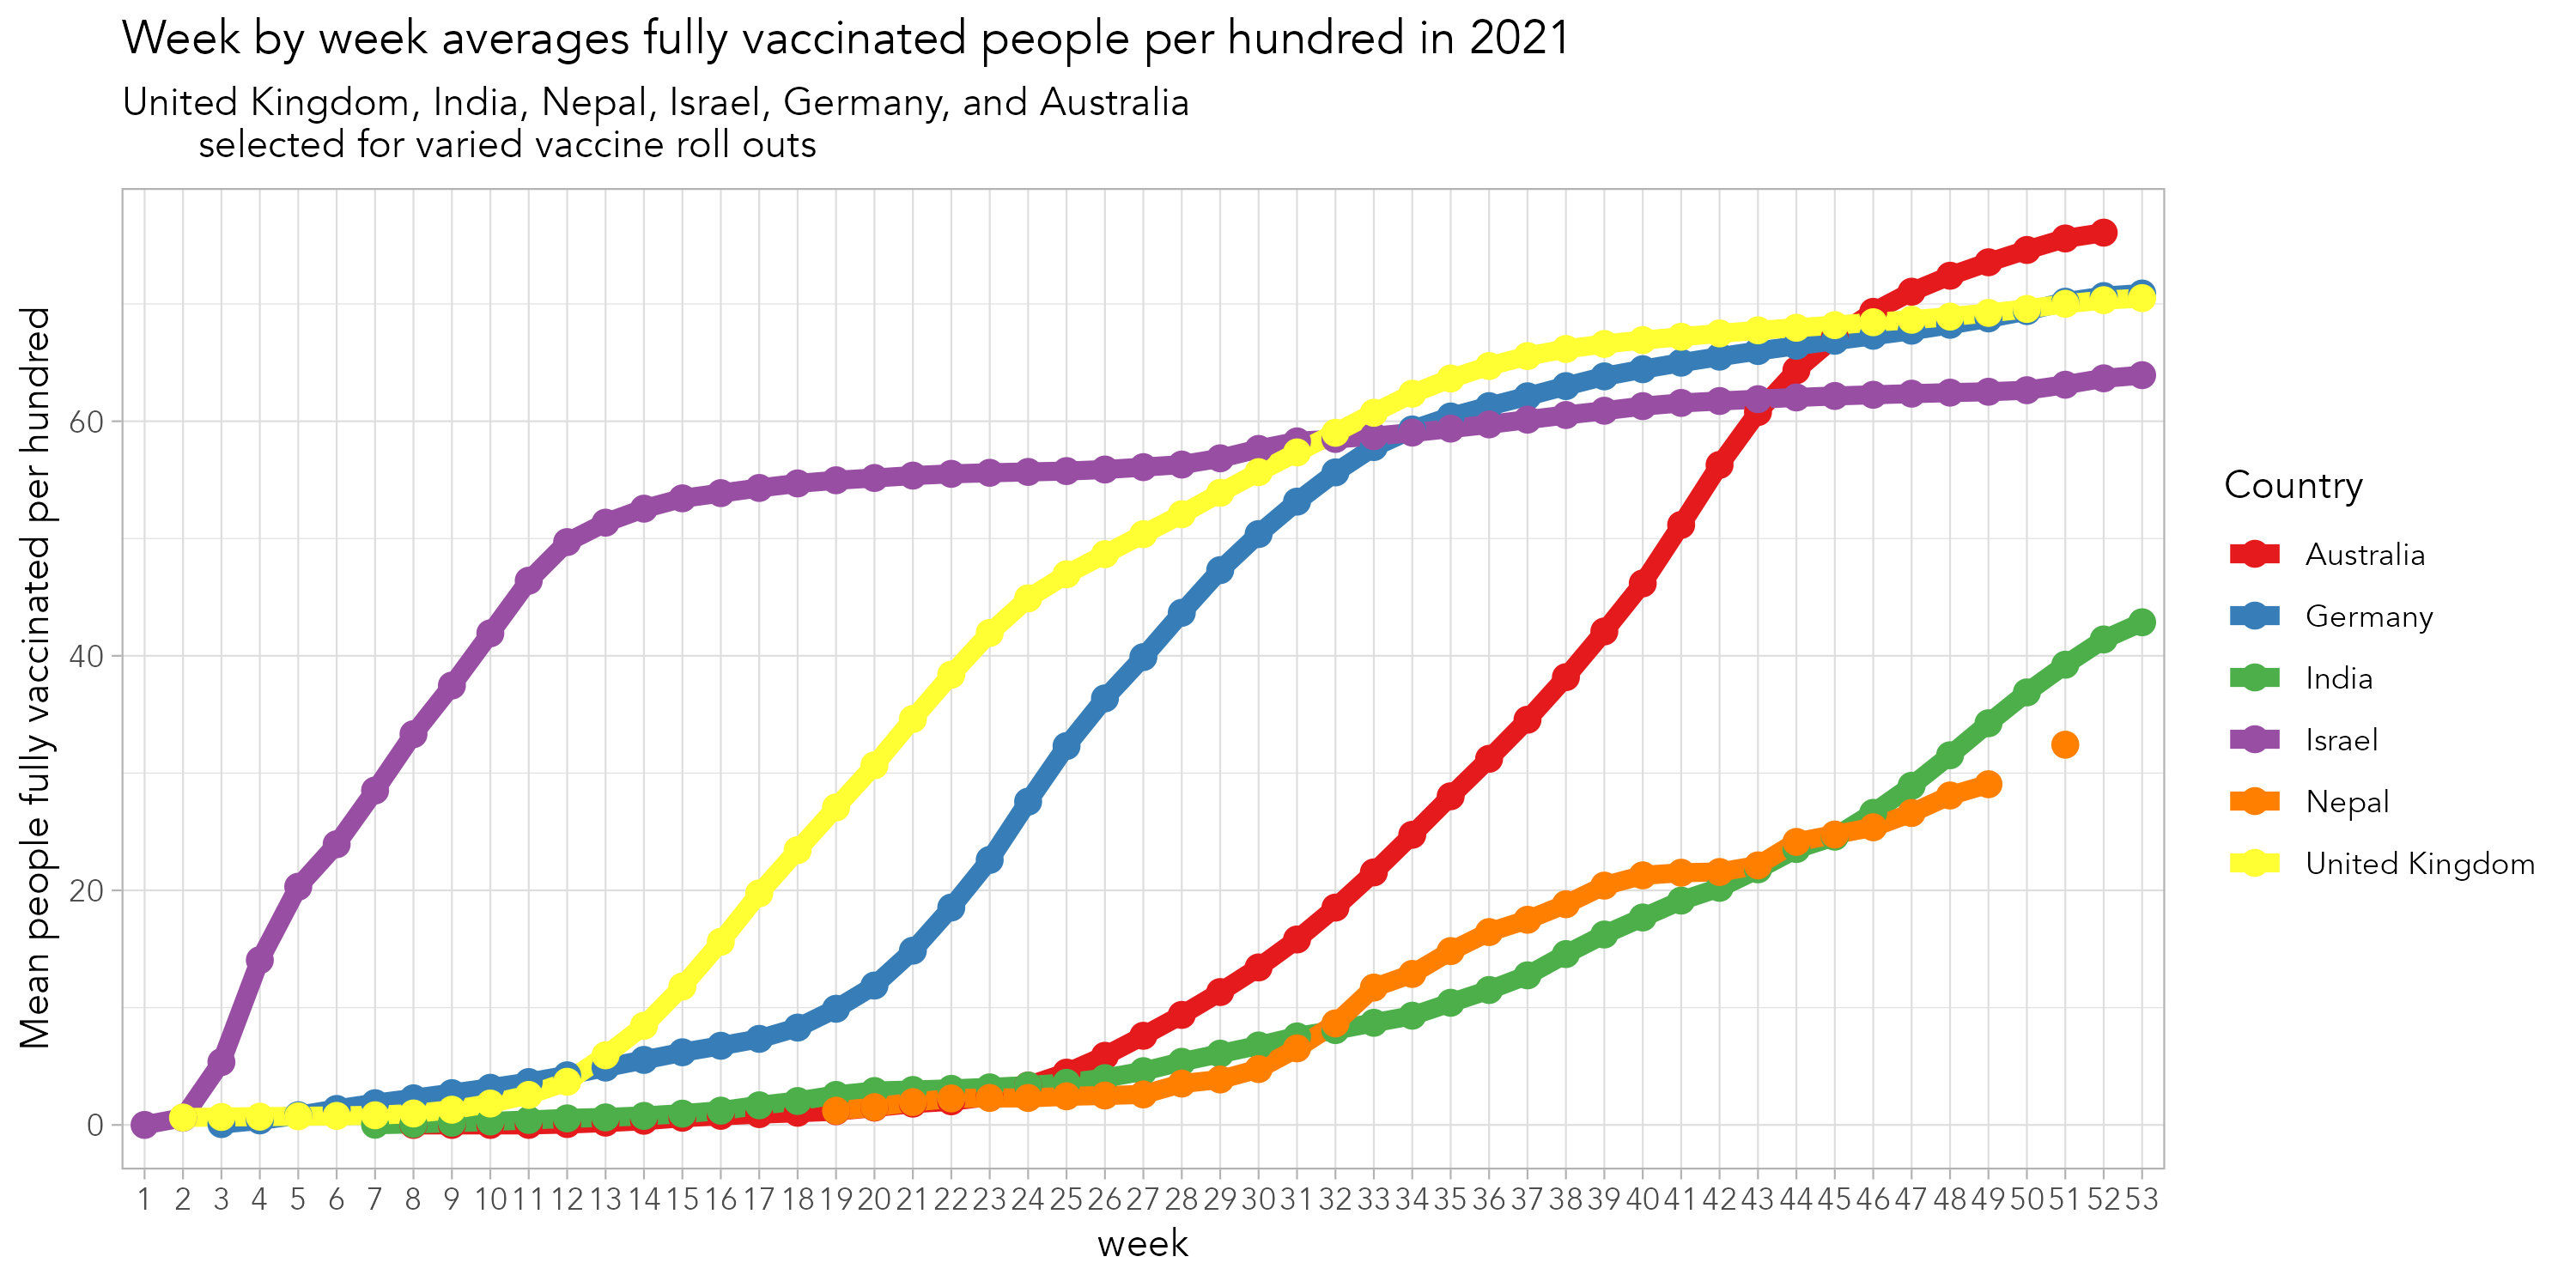 Week by week averages fully vaccinated people per hundred in 2021
United Kingdom, India, Nepal, Israel, Germany, and Australia
selected for varied vaccine roll outs
Mean people fully vaccinated per hundred
60
40
20
0
1 2 3 4 5 6 7 8 9 10 11 12 13 14 15 16 17 18 19 20 21 22 23 24 25 26 27 28 29 30 31 32 33 34 35 36 37 38 39 40 41 42 43 44 45 46 47 48 49 50 51 52 53
week
Country
Australia
Germany
India
Israel
Nepal
United Kingdom